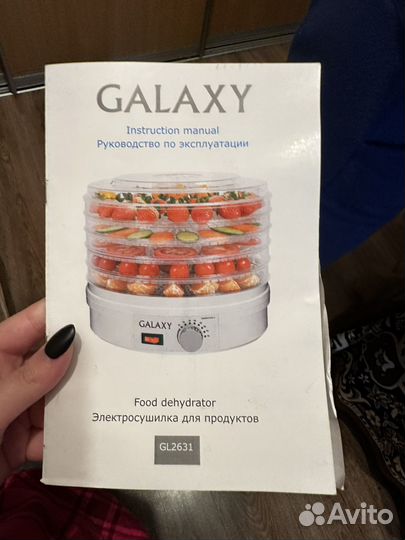 GALAXY
Instruction manual
Руководство по эксплуатации
GALAXY
Food dehydrator
Электросушилка для продуктов
GL2631
Avito